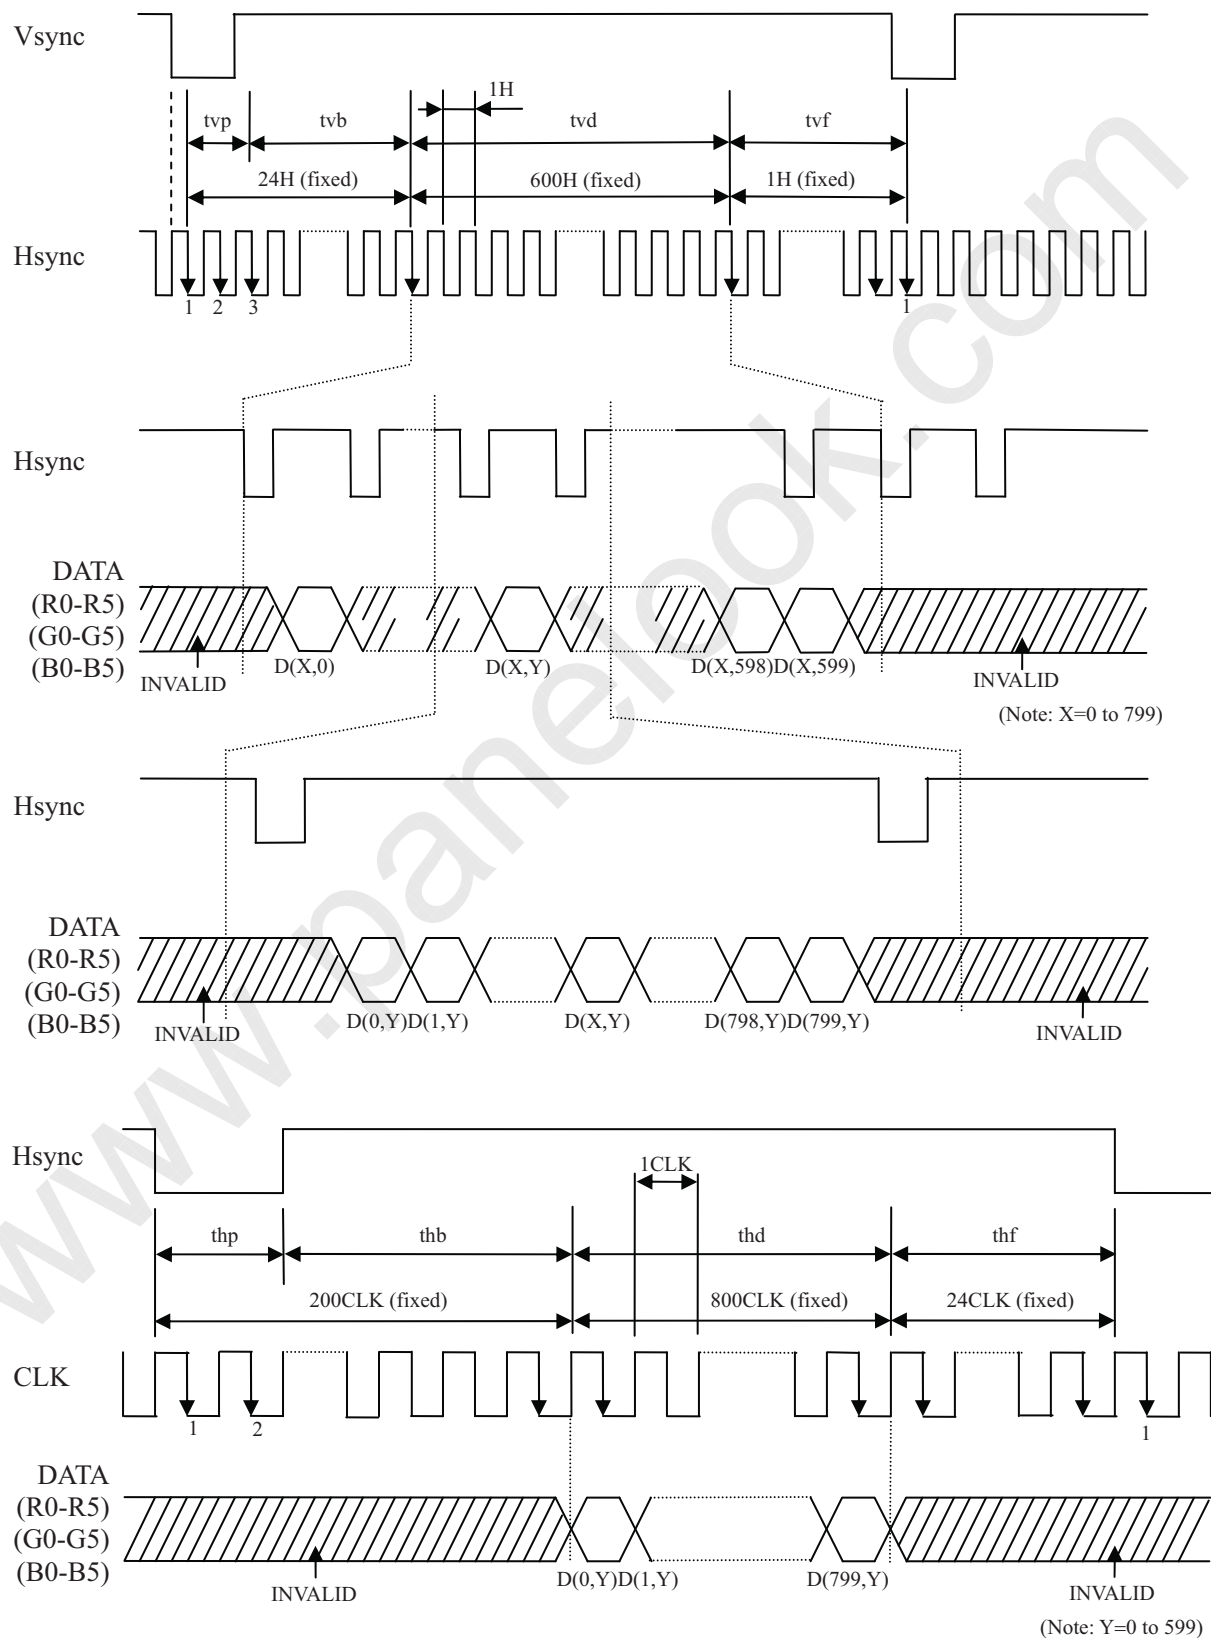 Vsync
1H
tvp tvb tvd tvf
24H (fixed) 600H (fixed) 1H (fixed)
Hsync
1 2 3 1
Hsync
DATA
(R0-R5)
(G0-G5)
(B0-B5)
D(X,0) D(X,Y) D(X,598)D(X,599)
INVALID INVALID
(Note: X=0 to 799)
Hsync
DATA
(R0-R5)
(G0-G5)
(B0-B5)
D(0,Y)D(1,Y) D(X,Y) D(798,Y)D(799,Y)
INVALID INVALID
Hsync
1CLK
thp thb thd thf
200CLK (fixed) 800CLK (fixed) 24CLK (fixed)
CLK
1 2 1
DATA
(R0-R5)
(G0-G5)
(B0-B5)
D(0,Y)D(1,Y) D(799,Y)
INVALID INVALID
(Note: Y=0 to 599)
www.panelook.com